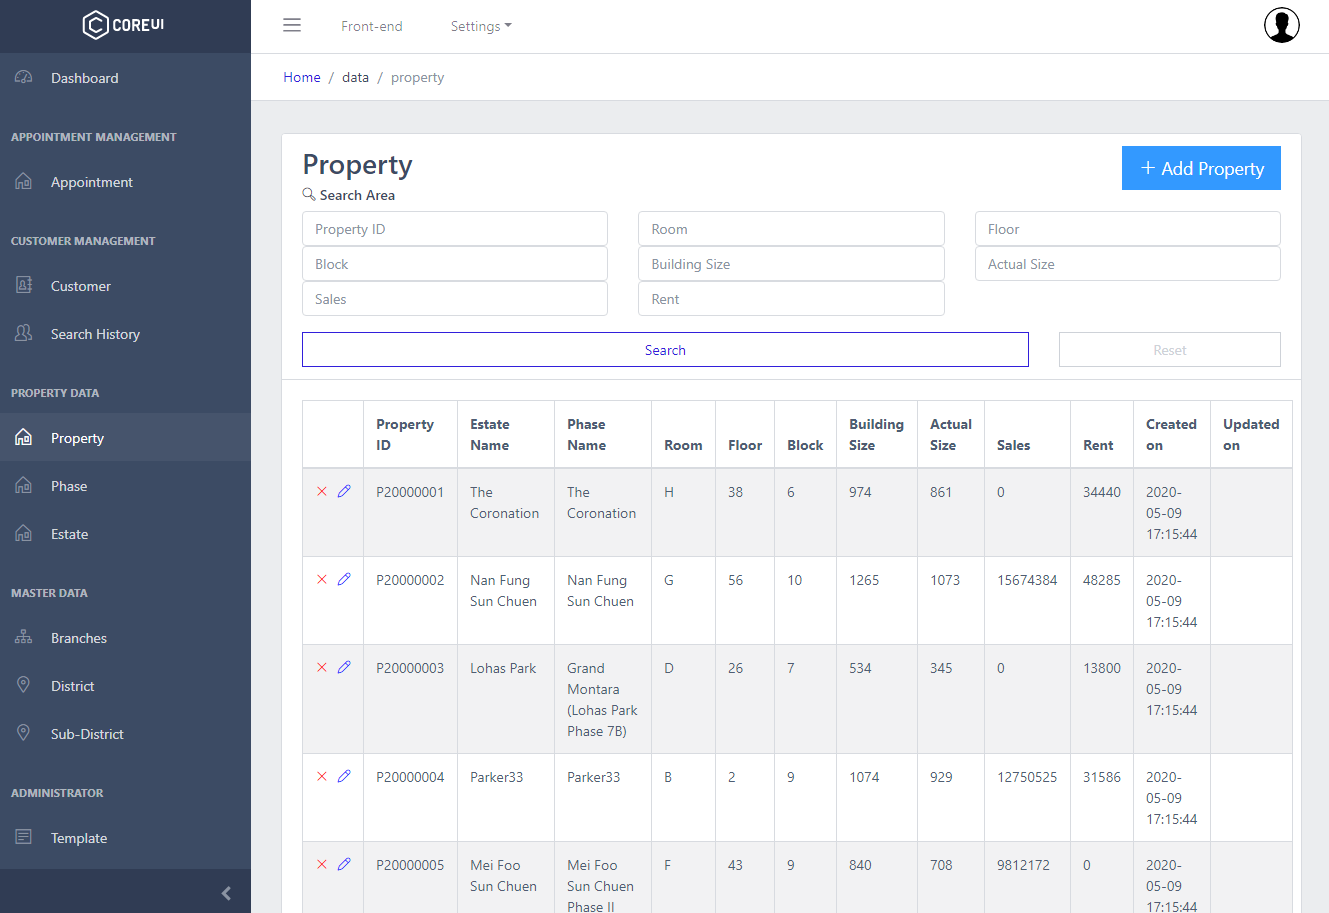 COREUI
Front-end
Settings
Dashboard
Home / data / property
APPOINTMENT MANAGEMENT
Appointment
CUSTOMER MANAGEMENT
Customer
Search History
PROPERTY DATA
Property
Phase
Estate
MASTER DATA
Branches
District
Sub-District
ADMINISTRATOR
Template
Property
+ Add Property
Search Area
Property ID
Room
Floor
Block
Building Size
Actual Size
Sales
Rent
Search
Reset
Property ID
Estate Name
Phase Name
Room
Floor
Block
Building Size
Actual Size
Sales
Rent
Created on
Updated on
P20000001 The Coronation The Coronation H 38 6 974 861 0 34440 2020-05-09 17:15:44
P20000002 Nan Fung Sun Chuen Nan Fung Sun Chuen G 56 10 1265 1073 15674384 48285 2020-05-09 17:15:44
P20000003 Lohas Park Grand Montara (Lohas Park Phase 7B) D 26 7 534 345 0 13800 2020-05-09 17:15:44
P20000004 Parker33 Parker33 B 2 9 1074 929 12750525 31586 2020-05-09 17:15:44
P20000005 Mei Foo Sun Chuen Mei Foo Sun Chuen Phase II F 43 9 840 708 9812172 0 2020-05-09 17:15:44